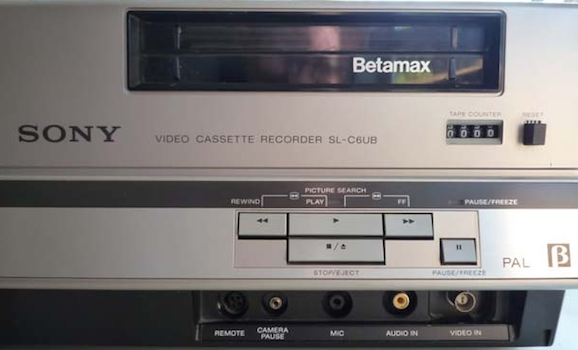 Betamax
SONY
VIDEO CASSETTE RECORDER SL-C6UB
TAPE COUNTER
RESET
0000
PICTURE SEARCH
REWIND
PLAY
FF
PAUSE/FREEZE
STOP/EJECT
PAUSE/FREEZE
PAL
β
REMOTE
CAMERA
PAUSE
MIC
AUDIO IN
VIDEO IN